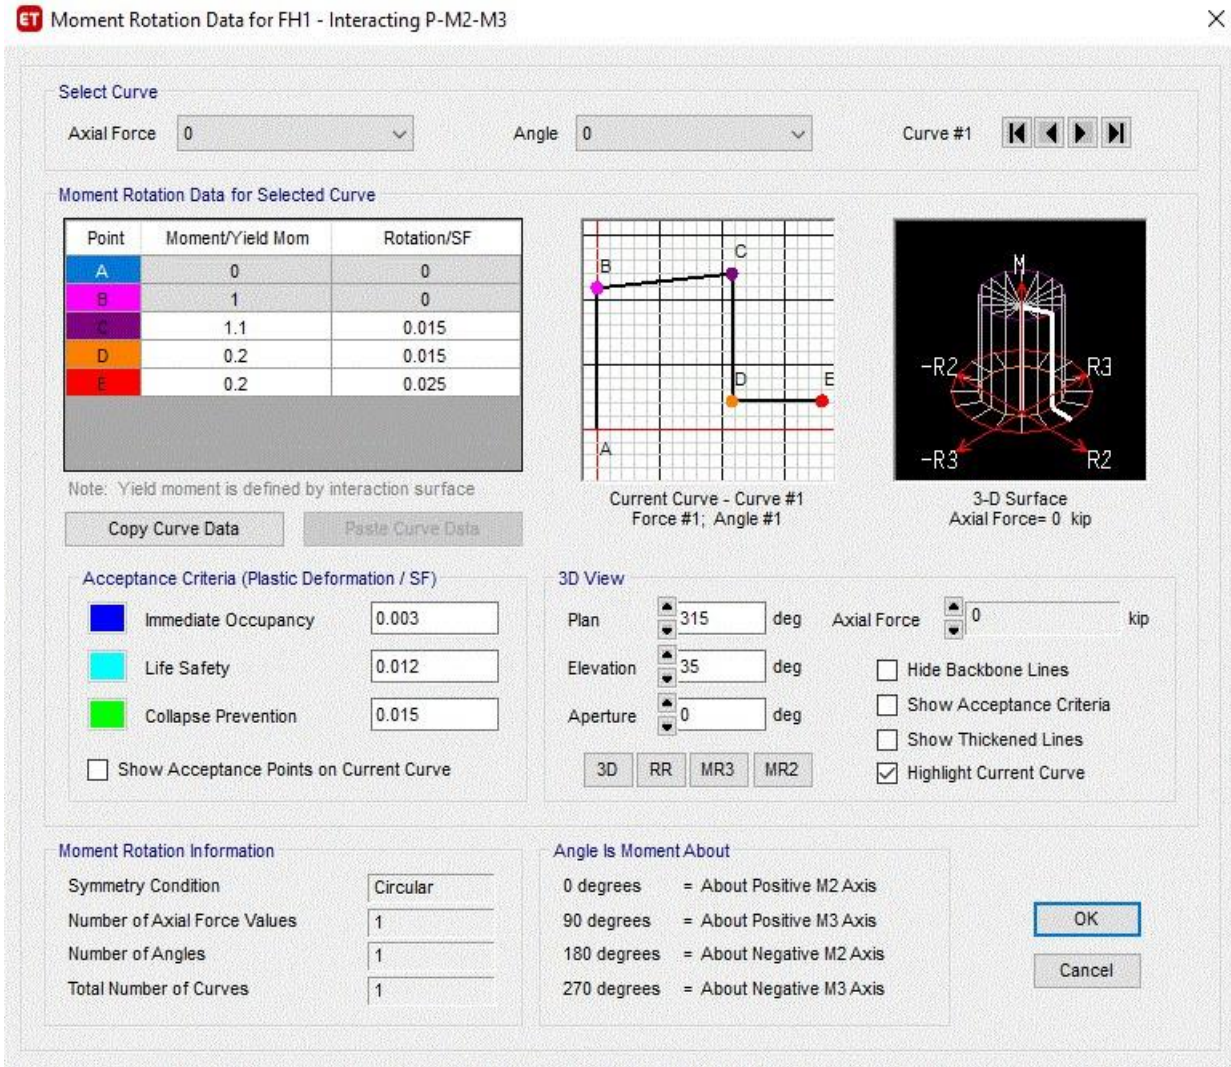 ET Moment Rotation Data for FH1 - Interacting P-M2-M3
Select Curve
Axial Force 0 Angle 0 Curve #1
Moment Rotation Data for Selected Curve
Point Moment/Yield Mom Rotation/SF
A 0 0
B 1 0
C 1.1 0.015
D 0.2 0.015
E 0.2 0.025
Note: Yield moment is defined by interaction surface
Copy Curve Data Paste Curve Data
B
C
D
E
A
Current Curve - Curve #1
Force #1; Angle #1
M
-R2 R3
-R3 R2
3-D Surface
Axial Force= 0 kip
Acceptance Criteria (Plastic Deformation / SF)
Immediate Occupancy 0.003
Life Safety 0.012
Collapse Prevention 0.015
Show Acceptance Points on Current Curve
3D View
Plan 315 deg Axial Force 0 kip
Elevation 35 deg
Aperture 0 deg
3D RR MR3 MR2
Hide Backbone Lines
Show Acceptance Criteria
Show Thickened Lines
Highlight Current Curve
Moment Rotation Information
Symmetry Condition Circular
Number of Axial Force Values 1
Number of Angles 1
Total Number of Curves 1
Angle Is Moment About
0 degrees = About Positive M2 Axis
90 degrees = About Positive M3 Axis
180 degrees = About Negative M2 Axis
270 degrees = About Negative M3 Axis
OK
Cancel